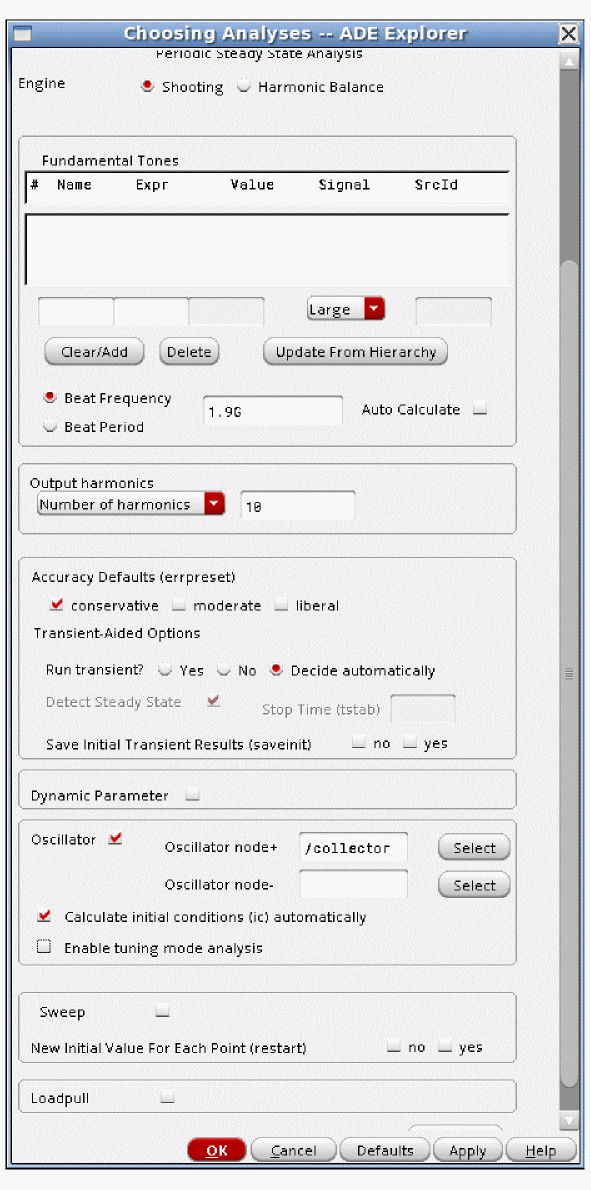 Choosing Analyses -- ADE Explorer
Periodic Steady State Analysis
Engine Shooting Harmonic Balance
Fundamental Tones
# Name Expr Value Signal SrcId
Large
Clear/Add Delete Update From Hierarchy
Beat Frequency 1.9G Auto Calculate
Beat Period
Output harmonics
Number of harmonics 10
Accuracy Defaults (errpreset)
conservative moderate liberal
Transient-Aided Options
Run transient? Yes No Decide automatically
Detect Steady State Stop Time (tstab)
Save Initial Transient Results (saveinit) no yes
Dynamic Parameter
Oscillator Oscillator node+ /collector Select
Oscillator node- Select
Calculate initial conditions (ic) automatically
Enable tuning mode analysis
Sweep
New Initial Value For Each Point (restart) no yes
Loadpull
OK Cancel Defaults Apply Help